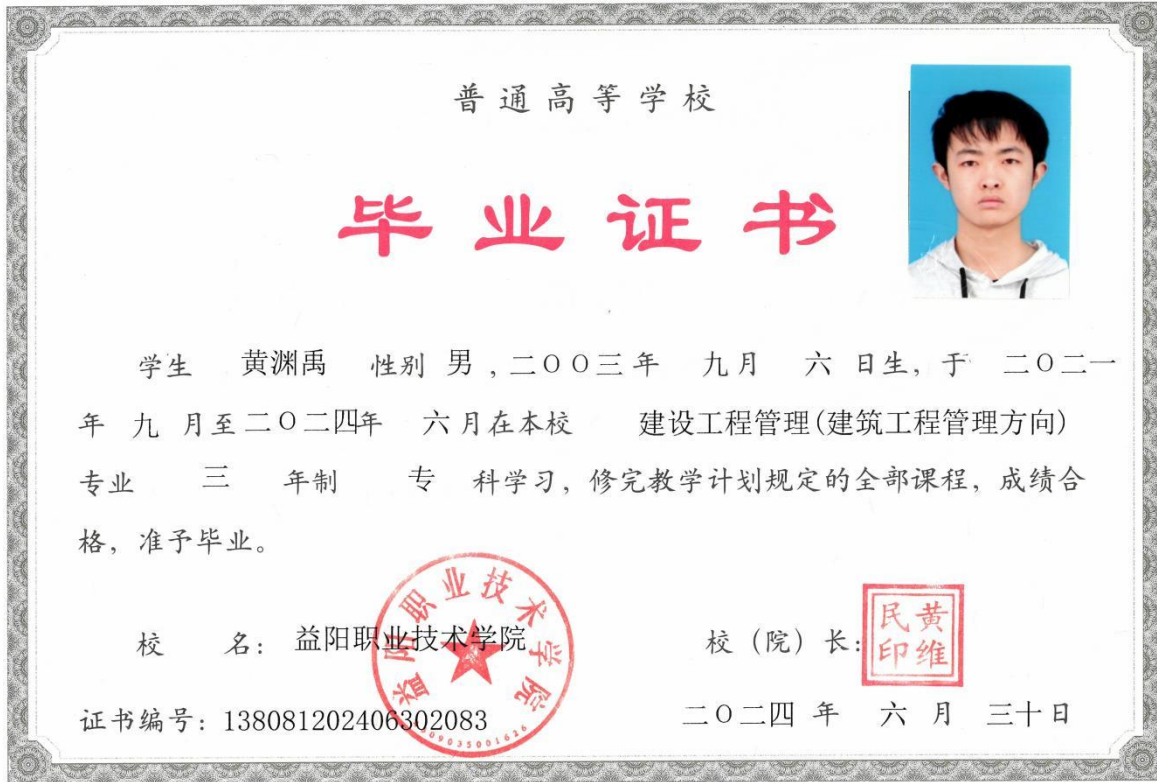 普通高等学校
毕业证书
学生 黄渊禹 性别 男,二〇〇三年 九月 六 日生,于 二〇二一
年 九 月至二〇二四年 六月在本校 建设工程管理(建筑工程管理方向)
专业 三 年制 专 科学习,修完教学计划规定的全部课程,成绩合
格,准予毕业。
校 名: 益阳职业技术学院
益阳职业技术学院
校(院)长:
黄维民印
证书编号:138081202406302083
二〇二四 年 六 月 三十日